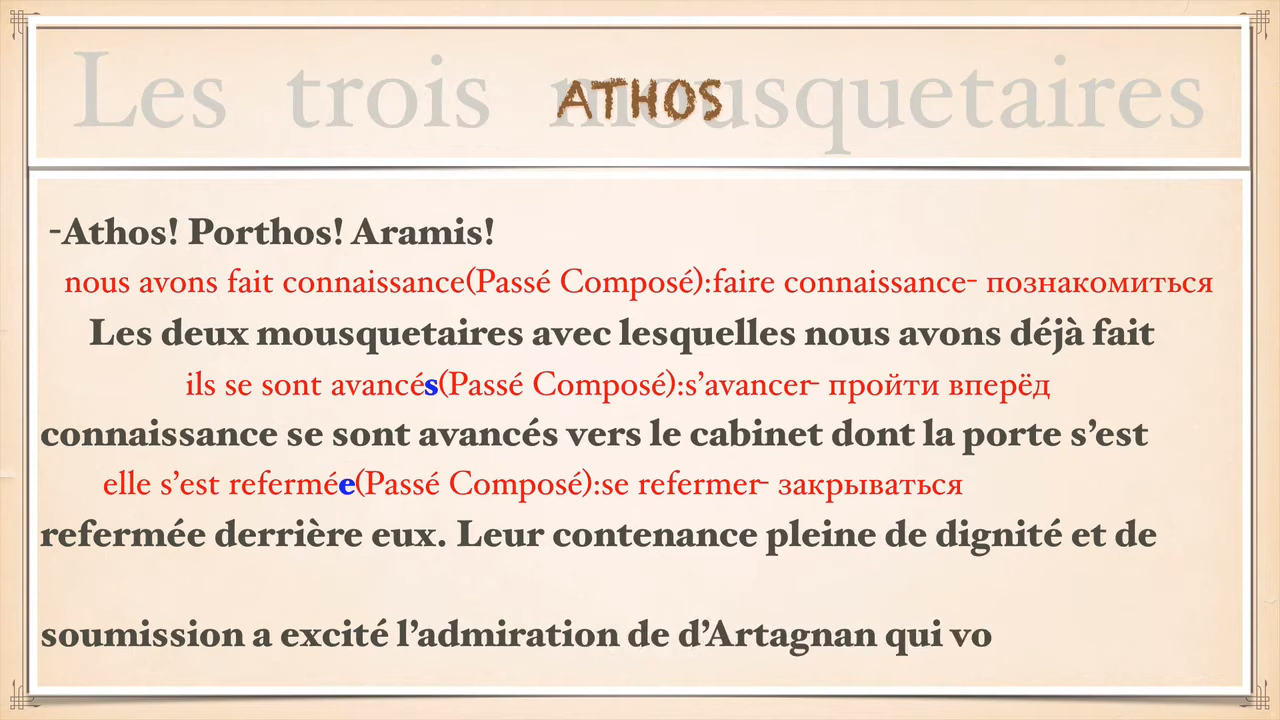 Les trois mousquetaires
ATHOS
-Athos! Porthos! Aramis!
nous avons fait connaissance(Passé Composé):faire connaissance- познакомиться
Les deux mousquetaires avec lesquelles nous avons déjà fait
ils se sont avancés(Passé Composé):s’avancer- пройти вперёд
connaissance se sont avancés vers le cabinet dont la porte s’est
elle s’est refermée(Passé Composé):se refermer- закрываться
refermée derrière eux. Leur contenance pleine de dignité et de
soumission a excité l’admiration de d’Artagnan qui vo